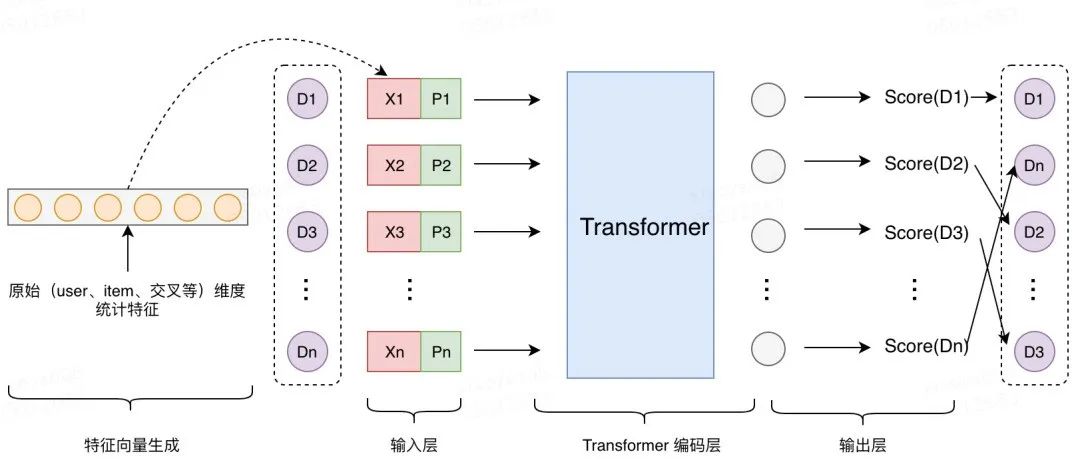 D1
X1 P1
Score(D1)
D1
D2
X2 P2
Score(D2)
Dn
D3
X3 P3
Transformer
Score(D3)
D2
原始（user、item、交叉等）维度
统计特征
Dn
Xn Pn
Score(Dn)
D3
特征向量生成
输入层
Transformer 编码层
输出层